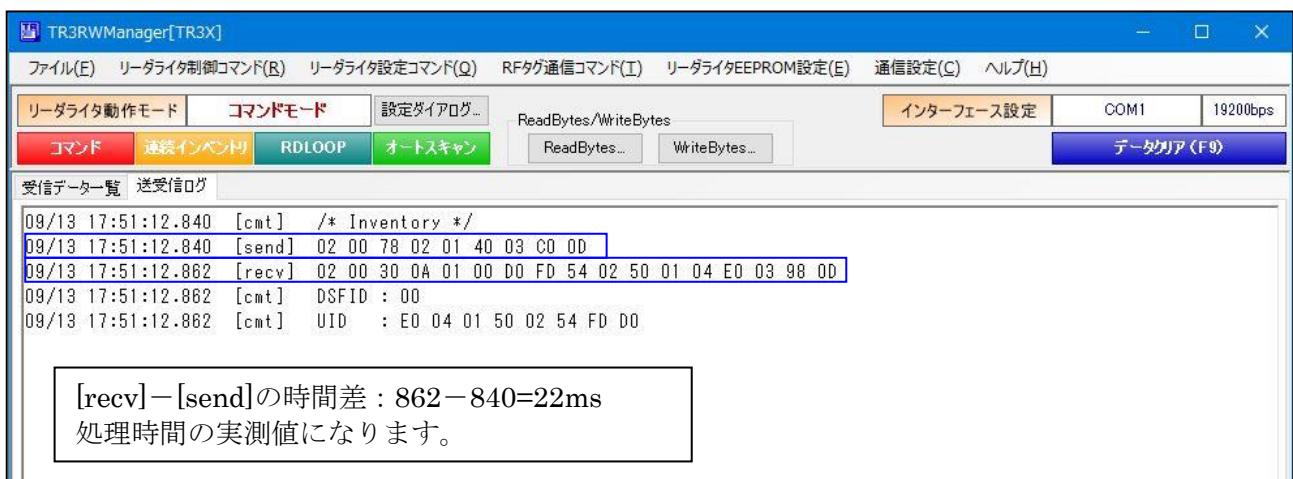 TR3RWManager[TR3X]
ファイル(F) リーダライタ制御コマンド(R) リーダライタ設定コマンド(Q) RFタグ通信コマンド(T) リーダライタEEPROM設定(E) 通信設定(C) ヘルプ(H)
リーダライタ動作モード コマンドモード 設定ダイアログ... ReadBytes/WriteBytes インターフェース設定 COM1 19200bps
コマンド 連続インベントリ RDLOOP オートスキャン ReadBytes... WriteBytes... データクリア(F9)
受信データ一覧 送受信ログ
09/13 17:51:12.840 [cmt] /* Inventory */
09/13 17:51:12.840 [send] 02 00 78 02 01 40 03 C0 0D
09/13 17:51:12.862 [recv] 02 00 30 0A 01 00 D0 FD 54 02 50 01 04 E0 03 98 0D
09/13 17:51:12.862 [cmt] DSFID : 00
09/13 17:51:12.862 [cmt] UID : E0 04 01 50 02 54 FD D0
[recv]-[send]の時間差:862-840=22ms
処理時間の実測値になります。